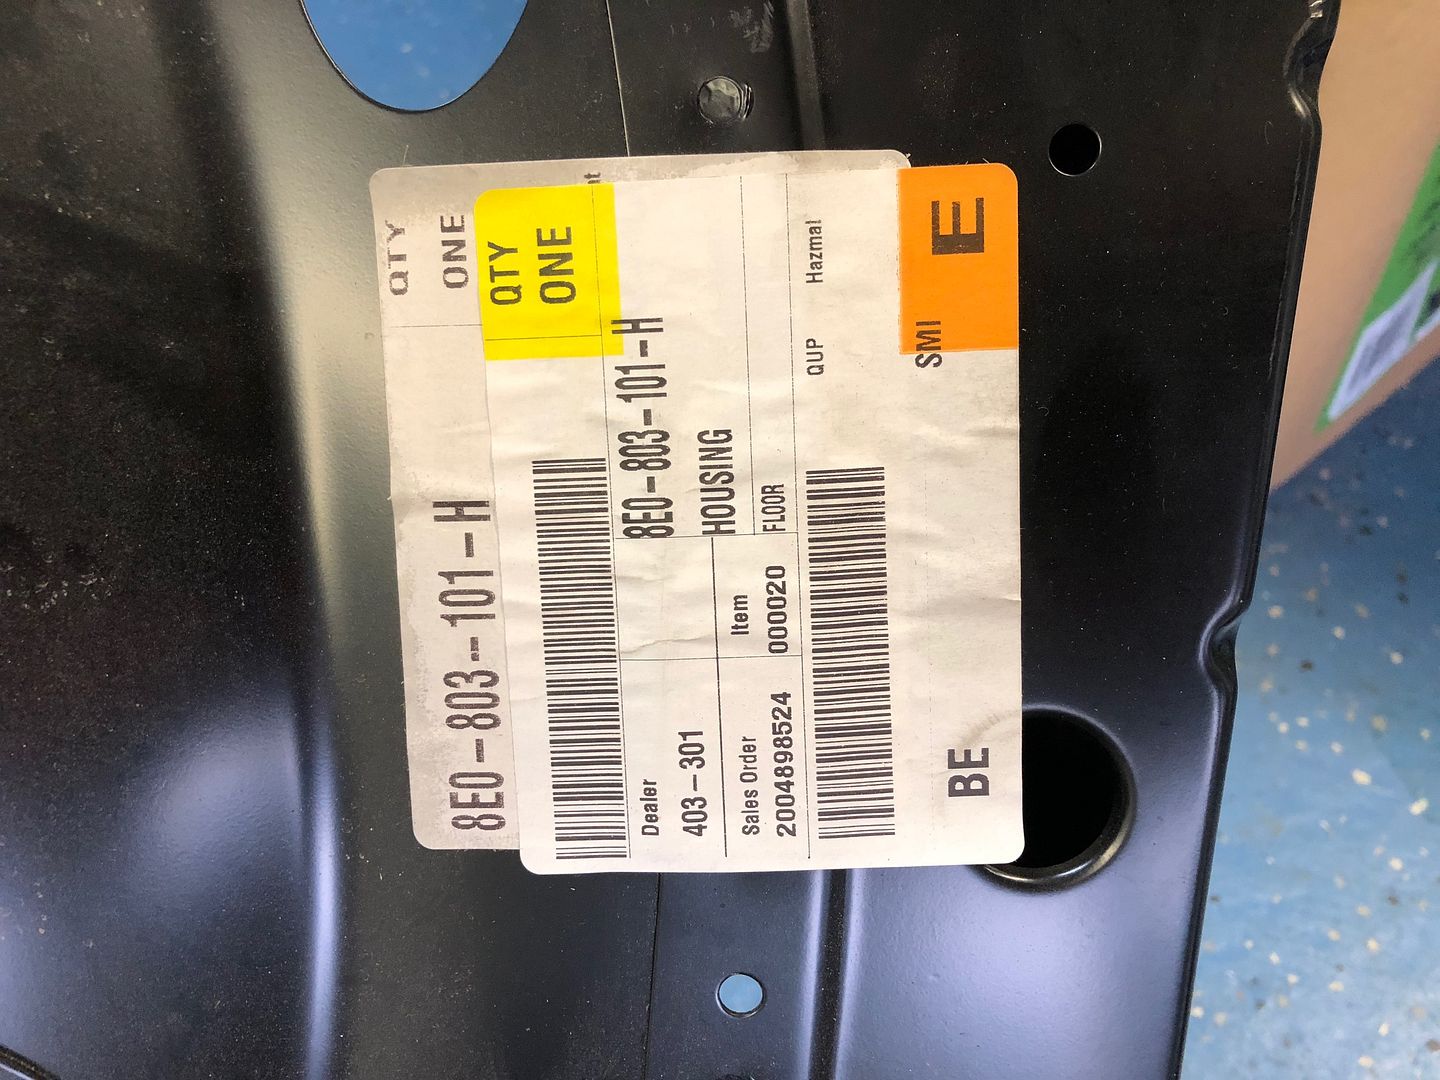 QTY
ONE
8E0-803-101-H
QTY
ONE
8E0-803-101-H
HOUSING
FLOOR
Item
000020
Dealer
403-301
Sales Order
2004898524
QUP
Hazmat
SMI
E
BE